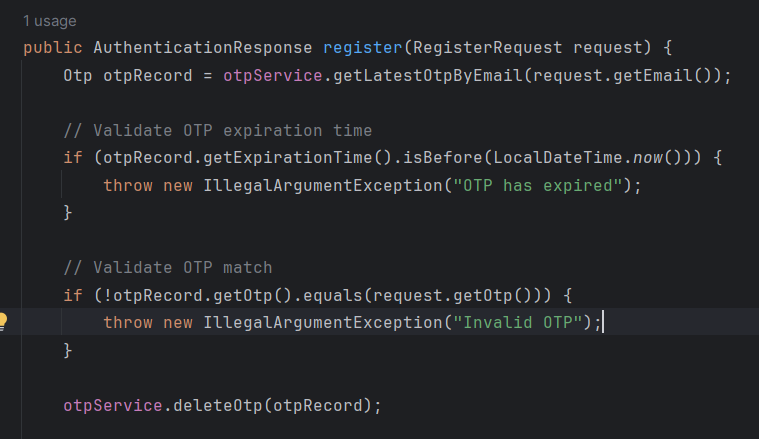 1 usage
public AuthenticationResponse register(RegisterRequest request) {
    Otp otpRecord = otpService.getLatestOtpByEmail(request.getEmail());
    // Validate OTP expiration time
    if (otpRecord.getExpirationTime().isBefore(LocalDateTime.now())) {
        throw new IllegalArgumentException("OTP has expired");
    }
    // Validate OTP match
    if (!otpRecord.getOtp().equals(request.getOtp())) {
        throw new IllegalArgumentException("Invalid OTP");
    }
    otpService.deleteOtp(otpRecord);